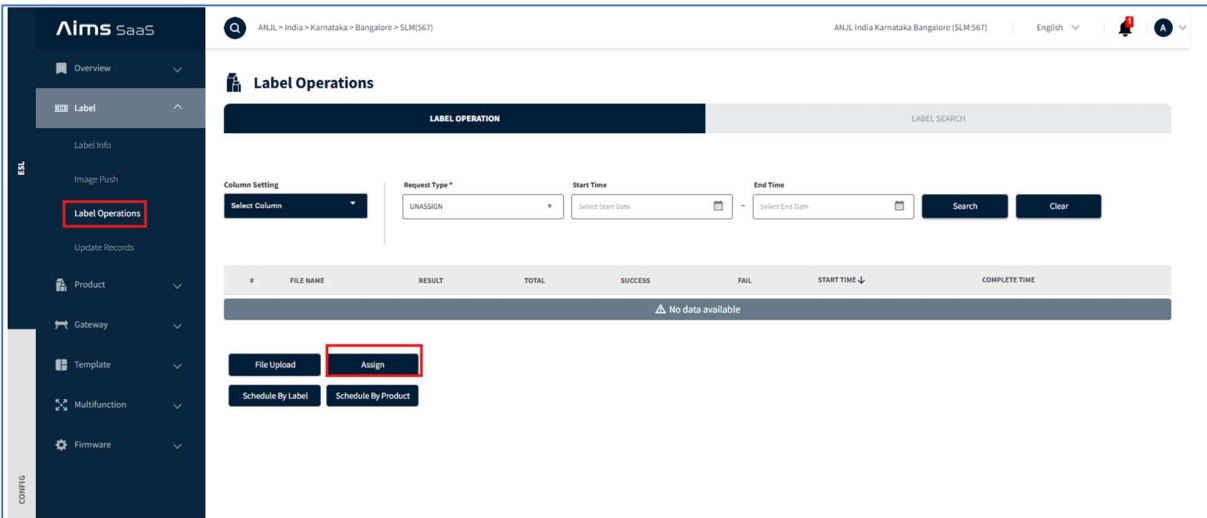 Aims SaaS
ANJL > India > Karnataka > Bangalore > SLM(567)
ANJL India Karnataka Bangalore (SLM:567)
English
1
A
ESL
CONFIG
Overview
Label
Label Info
Image Push
Label Operations
Update Records
Product
Gateway
Template
Multifunction
Firmware
Label Operations
LABEL OPERATION LABEL SEARCH
Column Setting Request Type * Start Time End Time
Select Column UNASSIGN Select Start Date ~ Select End Date Search Clear
# FILE NAME RESULT TOTAL SUCCESS FAIL START TIME COMPLETE TIME
No data available
File Upload Assign
Schedule By Label Schedule By Product